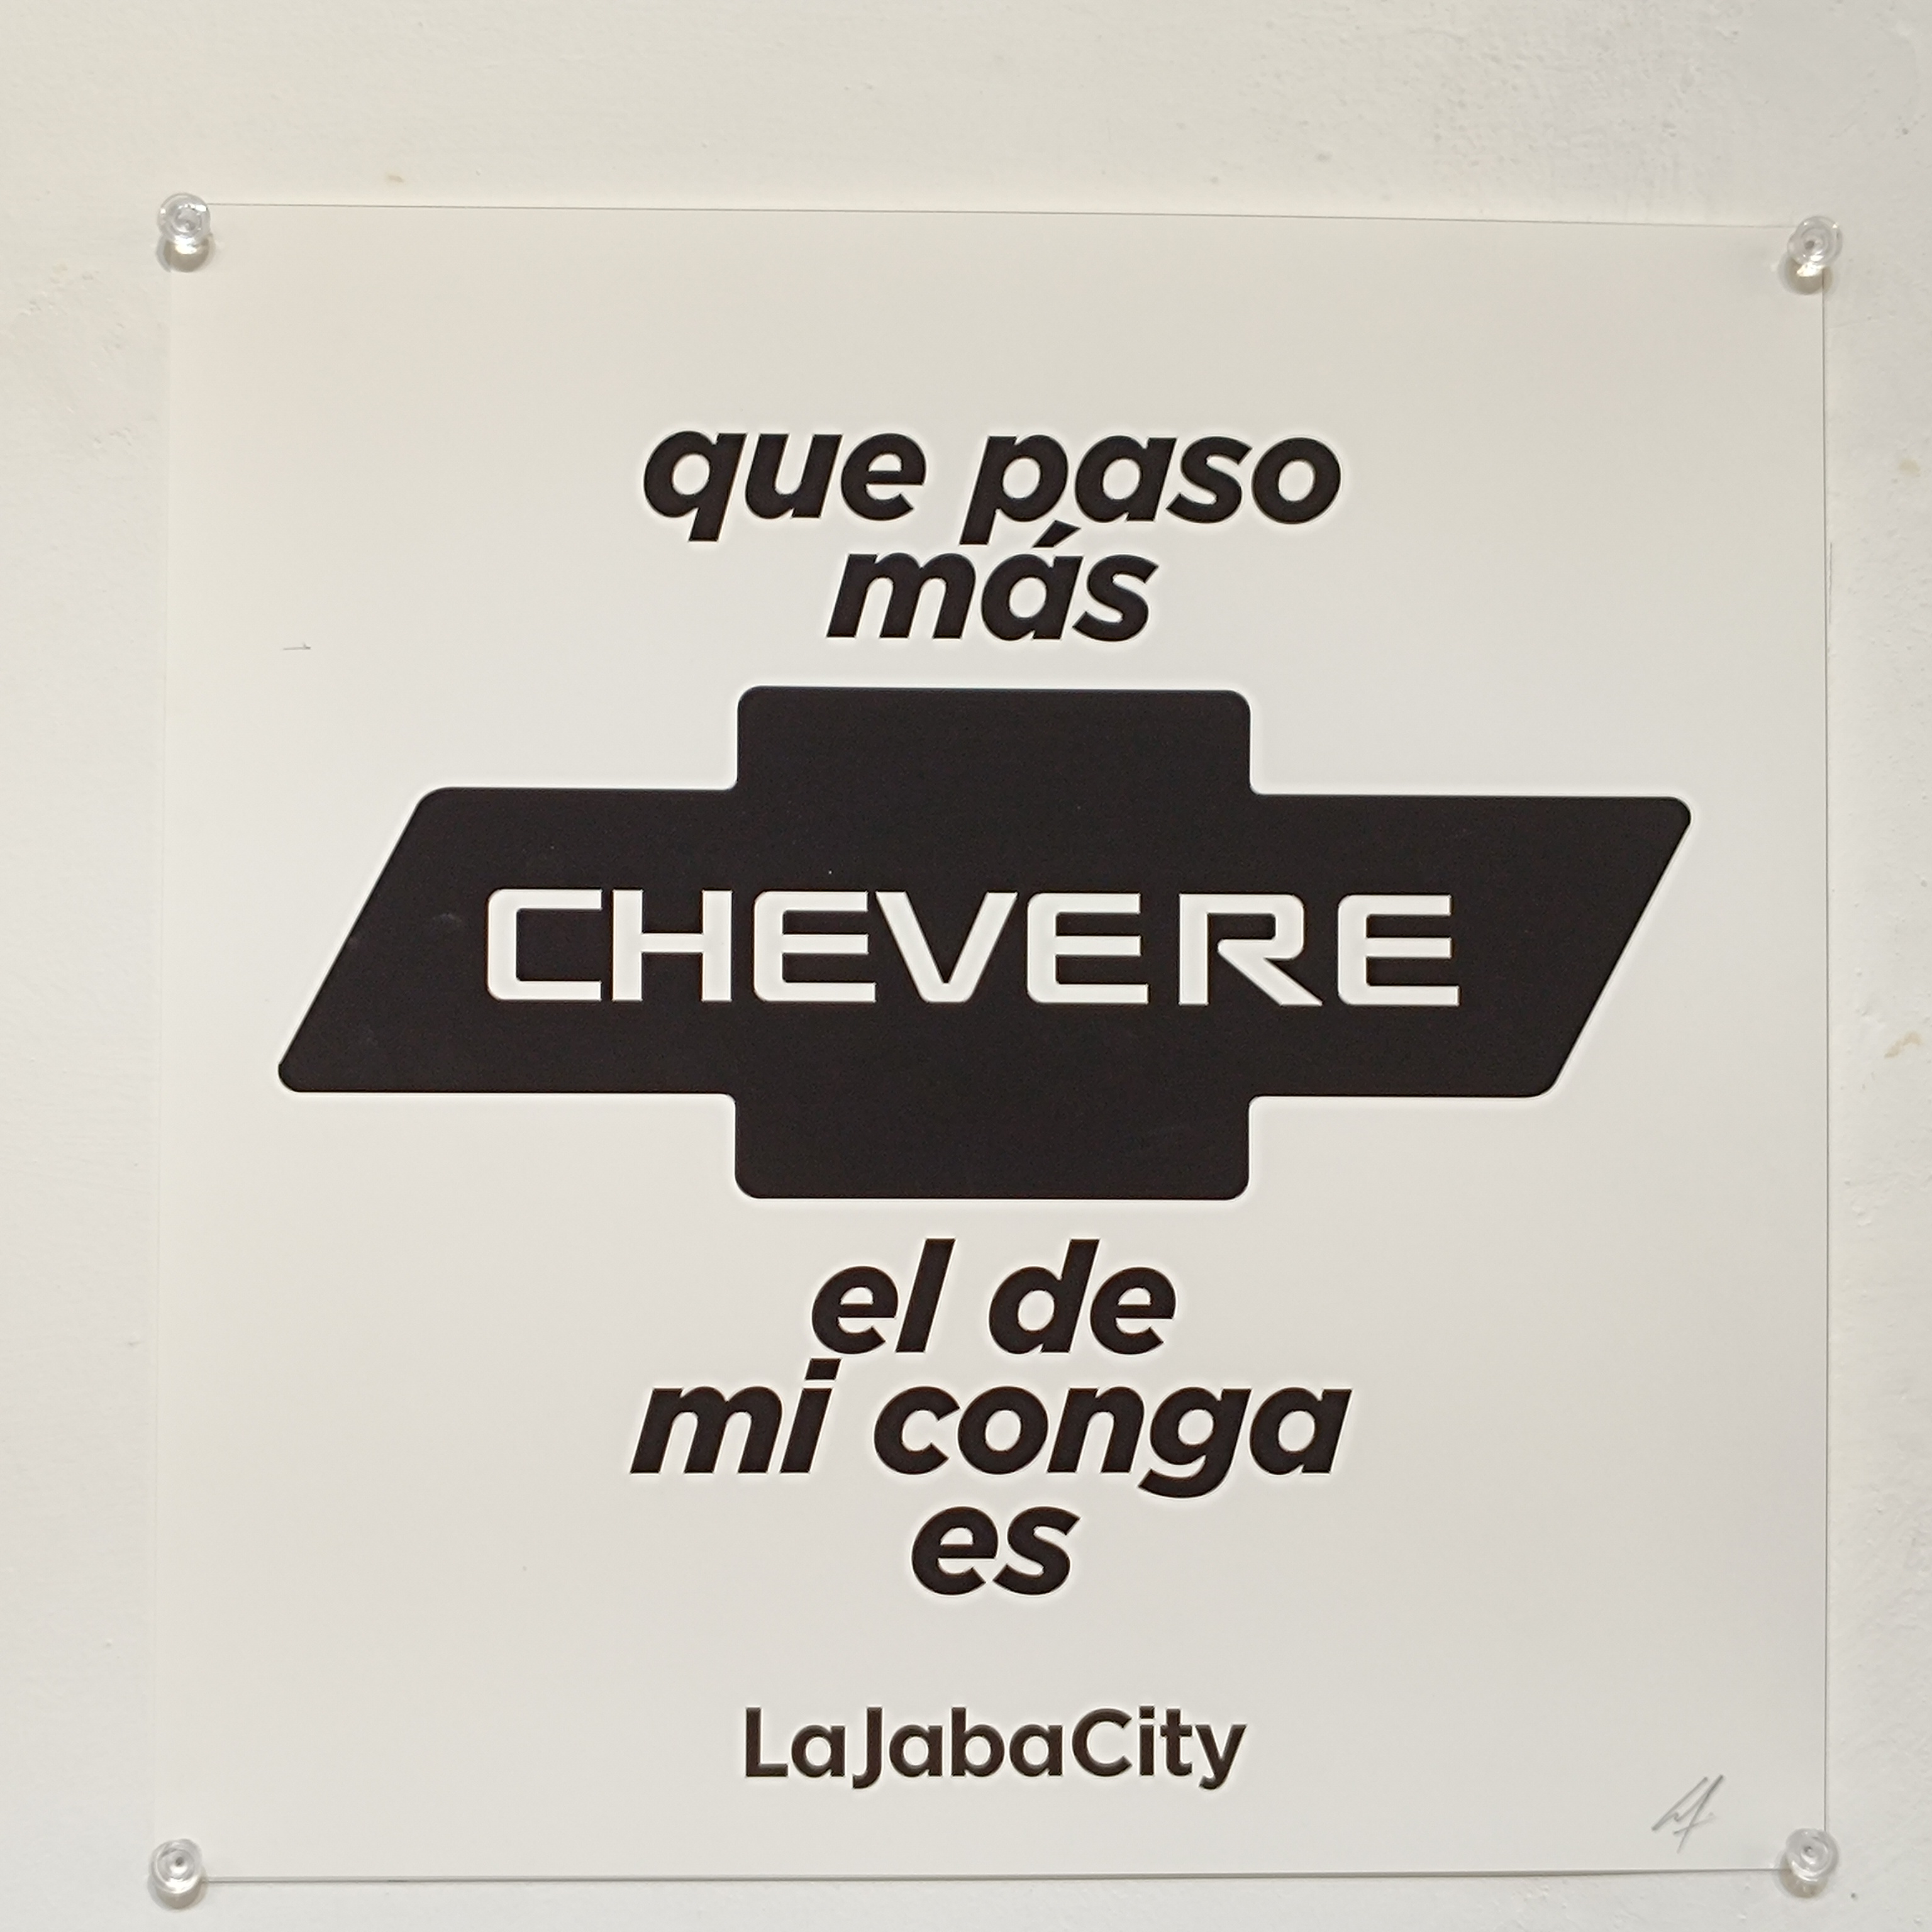 que paso
más
CHEVERE
el de
mi conga
es
LaJabaCity